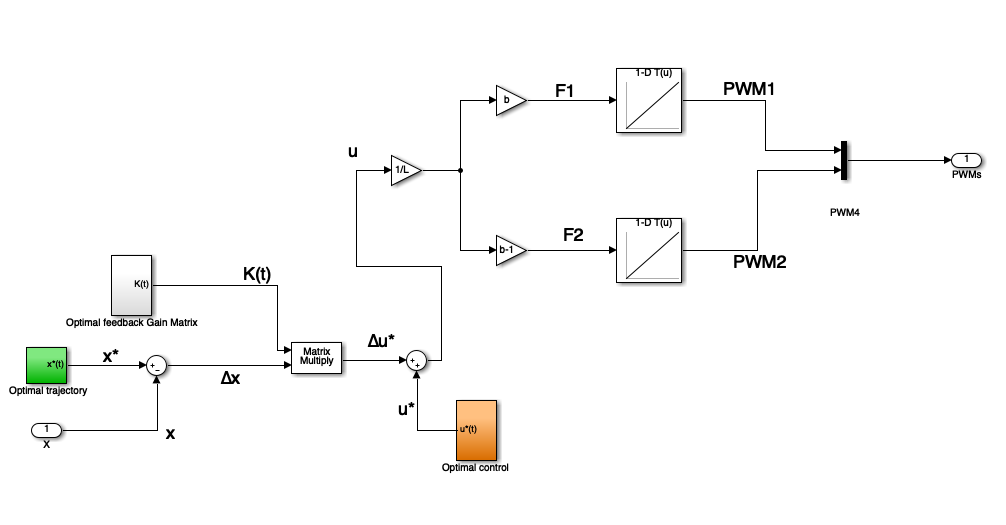 1-D T(u)
b
F1
PWM1
u
1/L
1
PWMs
PWM4
1-D T(u)
b-1
F2
PWM2
K(t)
K(t)
Optimal feedback Gain Matrix
Matrix
Multiply
Δu*
x*(t)
x*
+
−
Δx
+
+
Optimal trajectory
u*
u*(t)
1
x
x
Optimal control